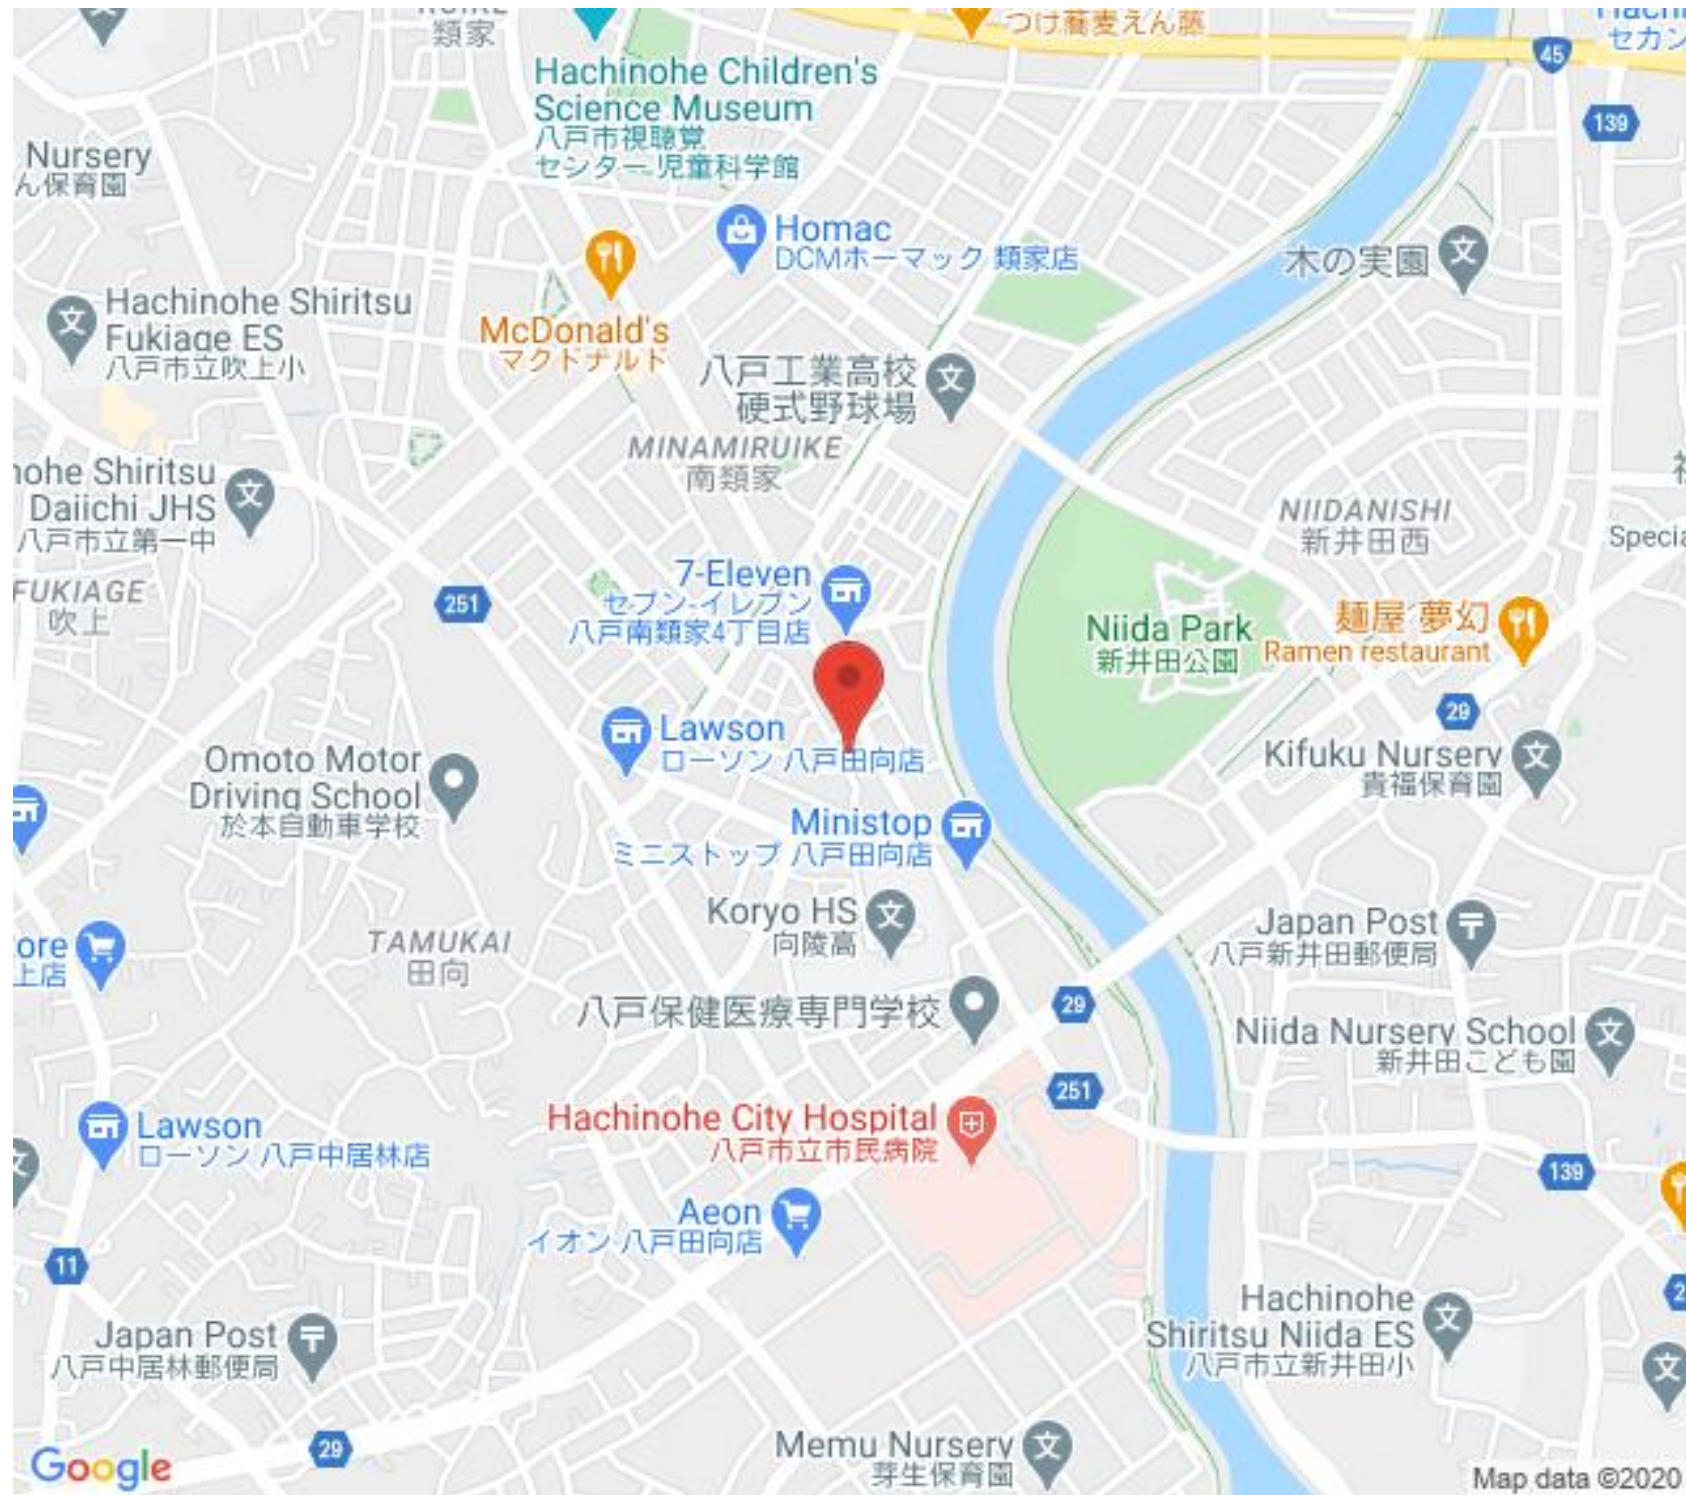 類家
つけ蕎麦えん藤
セカン
45
Hachinohe Children's
Science Museum
八戸市視聴覚
センター 児童科学館
139
Nursery
ん保育園
Homac
DCMホーマック 類家店
木の実園
Hachinohe Shiritsu
Fukiage ES
八戸市立吹上小
McDonald's
マクドナルド
八戸工業高校
硬式野球場
MINAMIRUIKE
南類家
nohe Shiritsu
Daiichi JHS
八戸市立第一中
NIIDANISHI
新井田西
Specia
FUKIAGE
吹上
251
7-Eleven
セブン-イレブン
八戸南類家4丁目店
Niida Park
新井田公園
麺屋 夢幻
Ramen restaurant
29
Lawson
ローソン 八戸田向店
Omoto Motor
Driving School
於本自動車学校
Kifuku Nursery
貴福保育園
Ministop
ミニストップ 八戸田向店
Koryo HS
向陵高
Japan Post
八戸新井田郵便局
ore
上店
TAMUKAI
田向
八戸保健医療専門学校
29
Niida Nursery School
新井田こども園
251
Hachinohe City Hospital
八戸市立市民病院
Lawson
ローソン 八戸中居林店
139
Aeon
イオン 八戸田向店
11
Hachinohe
Shiritsu Niida ES
八戸市立新井田小
2
Japan Post
八戸中居林郵便局
29
Memu Nursery
芽生保育園
Google
Map data ©2020